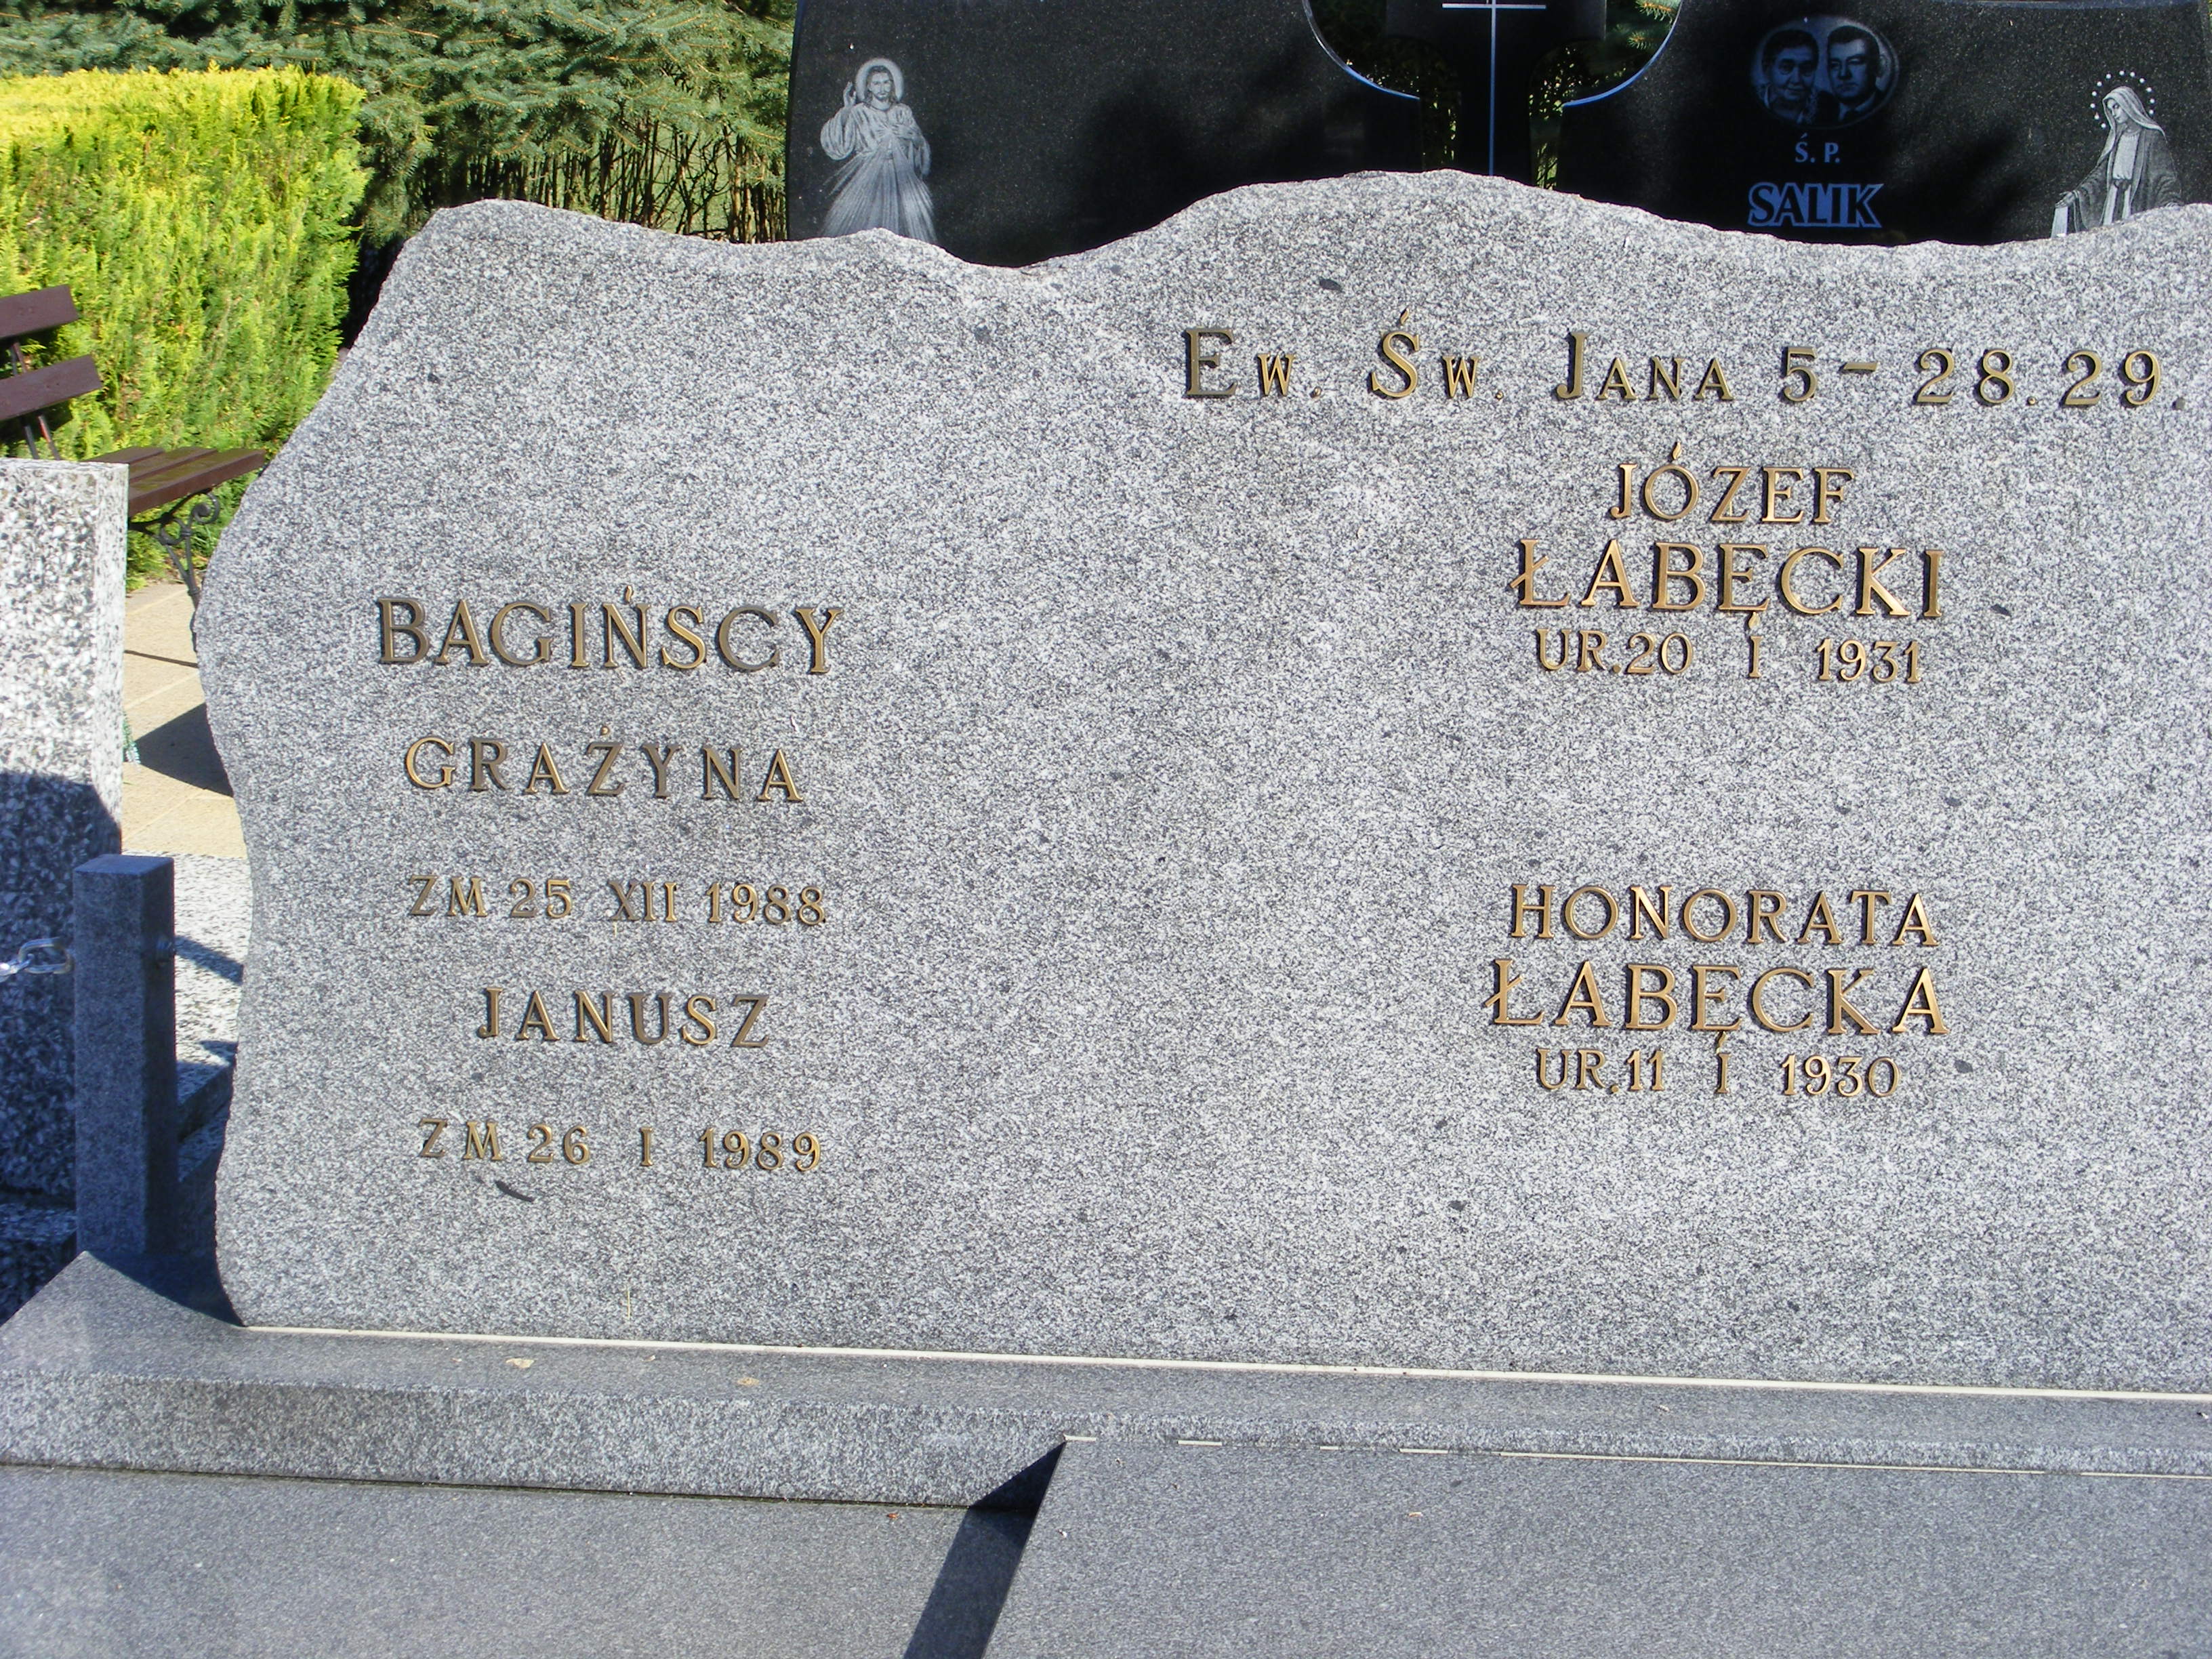 Ś. P.
SALIK
Ew. Św. Jana 5 - 28.29.
BAGIŃSCY
GRAŻYNA
ZM 25 XII 1988
JANUSZ
ZM 26 I 1989
JÓZEF
ŁABĘCKI
UR.20 I 1931
HONORATA
ŁABĘCKA
UR.11 I 1930